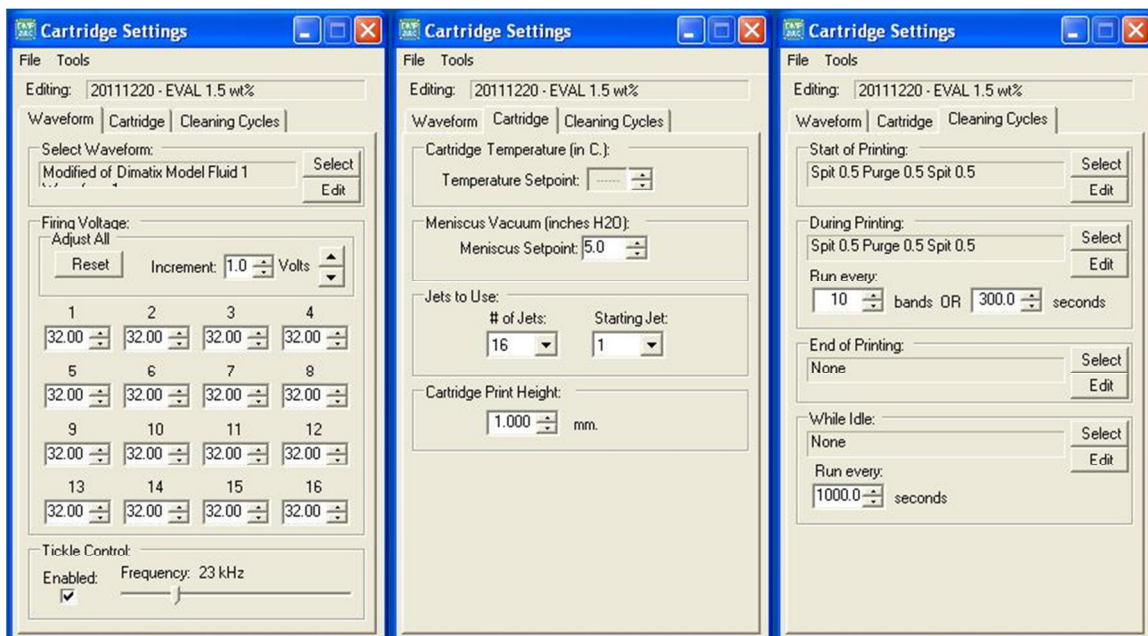 Cartridge Settings
File Tools
Editing: 20111220 - EVAL 1.5 wt%
Waveform Cartridge Cleaning Cycles
Select Waveform:
Modified of Dimatix Model Fluid 1
Select
Edit
Firing Voltage:
Adjust All
Reset Increment: 1.0 Volts
1 2 3 4
32.00 32.00 32.00 32.00
5 6 7 8
32.00 32.00 32.00 32.00
9 10 11 12
32.00 32.00 32.00 32.00
13 14 15 16
32.00 32.00 32.00 32.00
Tickle Control:
Enabled: Frequency: 23 kHz
Cartridge Settings
File Tools
Editing: 20111220 - EVAL 1.5 wt%
Waveform Cartridge Cleaning Cycles
Cartridge Temperature (in C.):
Temperature Setpoint: ------
Meniscus Vacuum (inches H2O):
Meniscus Setpoint: 5.0
Jets to Use:
# of Jets: Starting Jet:
16 1
Cartridge Print Height:
1.000 mm.
Cartridge Settings
File Tools
Editing: 20111220 - EVAL 1.5 wt%
Waveform Cartridge Cleaning Cycles
Start of Printing:
Spit 0.5 Purge 0.5 Spit 0.5
Select
Edit
During Printing:
Spit 0.5 Purge 0.5 Spit 0.5
Select
Edit
Run every:
10 bands OR 300.0 seconds
End of Printing:
None
Select
Edit
While Idle:
None
Select
Edit
Run every:
1000.0 seconds